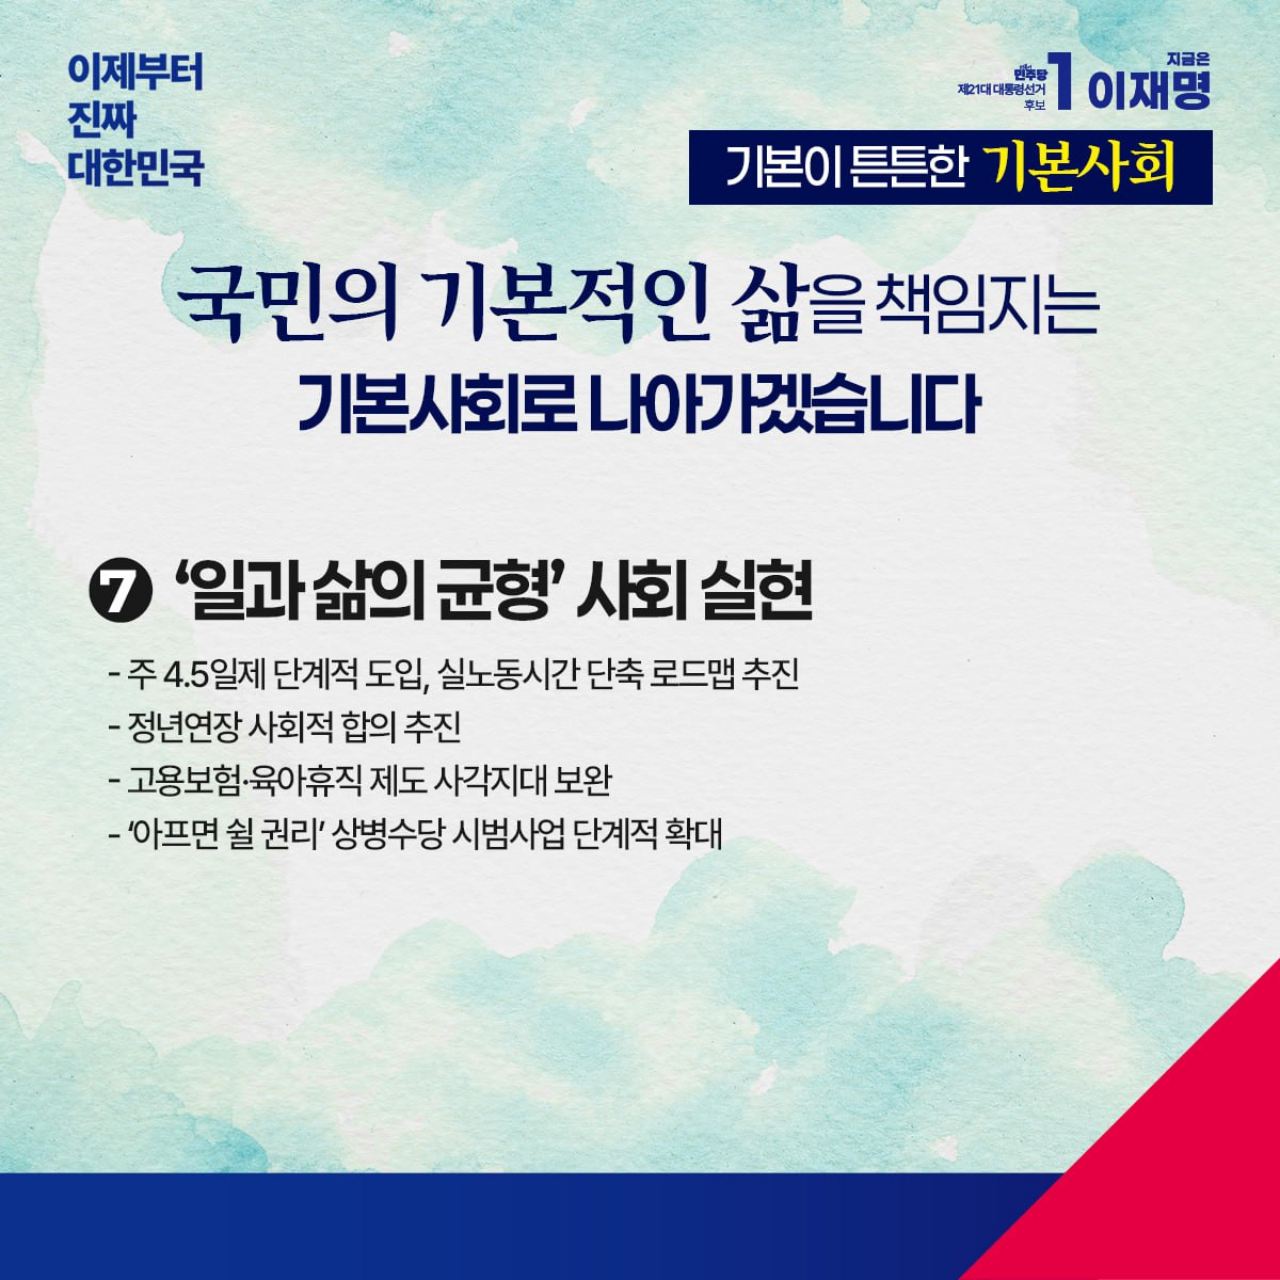 이제부터
진짜
대한민국
지금은
더불어
민주당
제21대 대통령선거
후보
1 이재명
기본이 튼튼한 기본사회
국민의 기본적인 삶을 책임지는
기본사회로 나아가겠습니다
7 ‘일과 삶의 균형’ 사회 실현
- 주 4.5일제 단계적 도입, 실노동시간 단축 로드맵 추진
- 정년연장 사회적 합의 추진
- 고용보험·육아휴직 제도 사각지대 보완
- ‘아프면 쉴 권리’ 상병수당 시범사업 단계적 확대